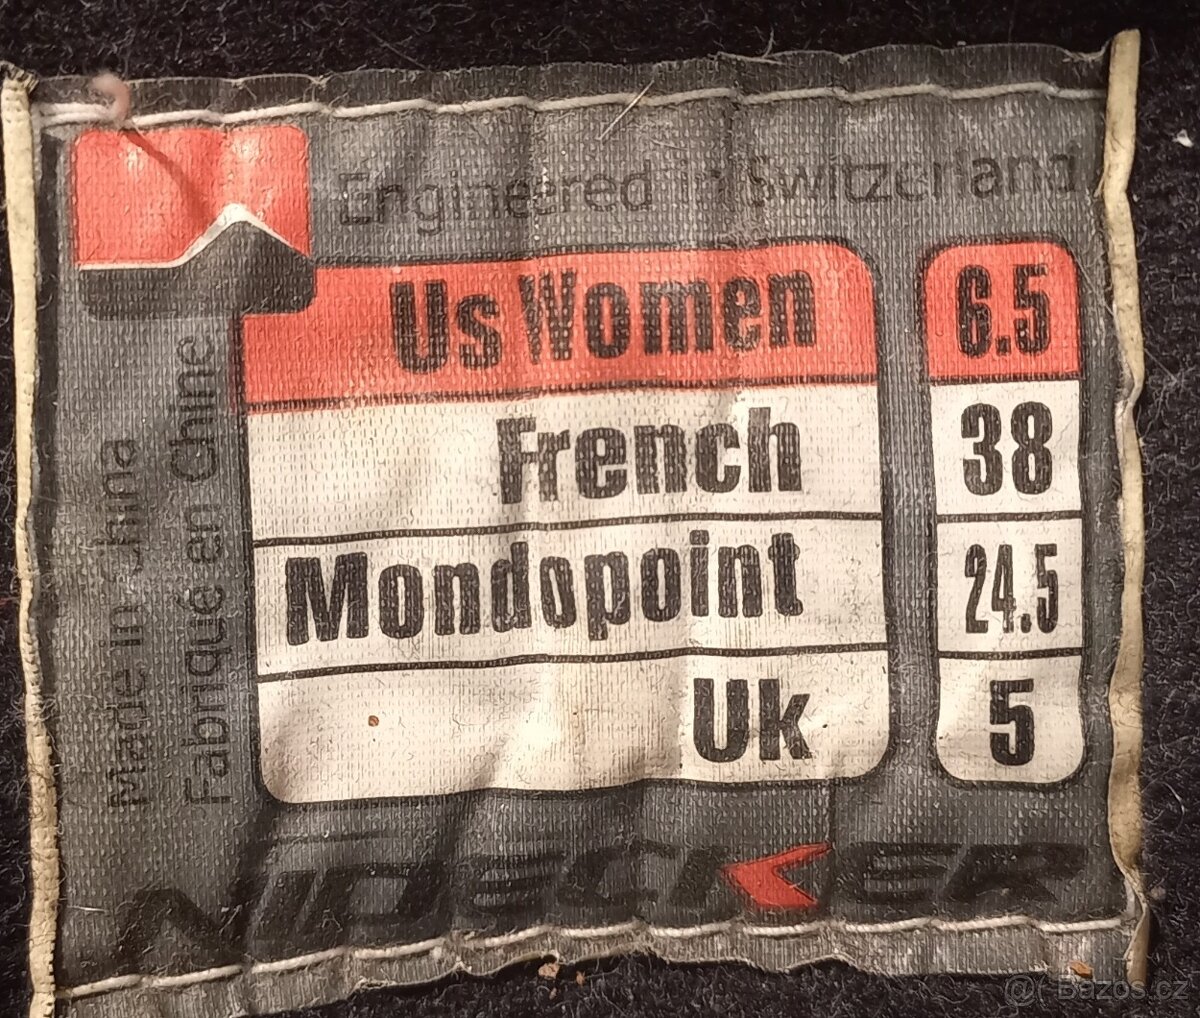 Engineered in Switzerland
Us Women 6.5
French 38
Mondopoint 24.5
Uk 5
Made in China
Fabriqué en Chine
NIDECKER
@ Bazos.cz